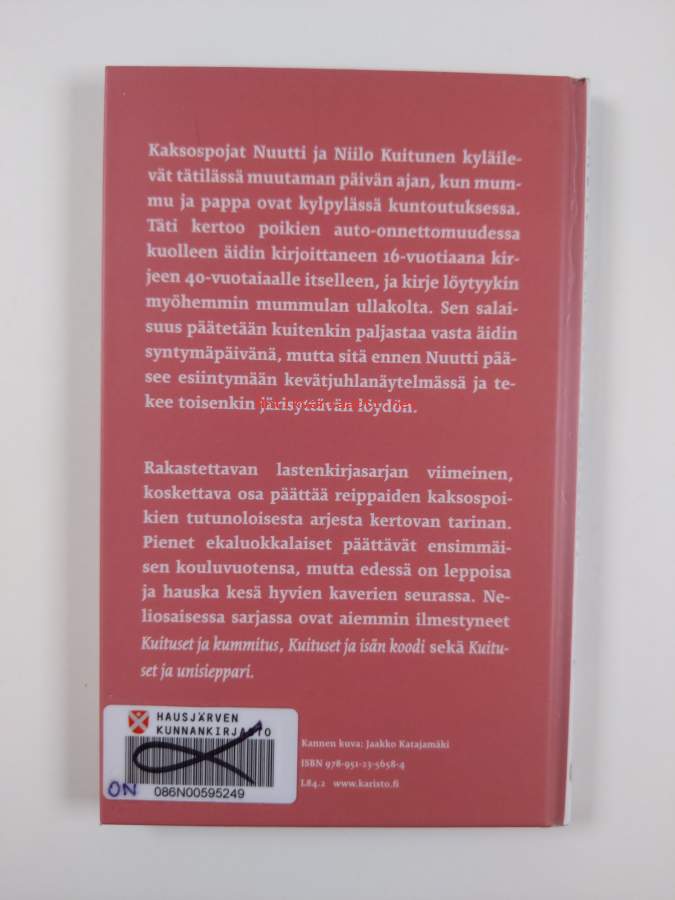 Kaksospojat Nuutti ja Niilo Kuitunen kyläile-
vät tätilässä muutaman päivän ajan, kun mum-
mu ja pappa ovat kylpylässä kuntoutuksessa.
Täti kertoo poikien auto-onnettomuudessa
kuolleen äidin kirjoittaneen 16-vuotiaana kir-
jeen 40-vuotaiaalle itselleen, ja kirje löytyykin
myöhemmin mummulan ullakolta. Sen salai-
suus päätetään kuitenkin paljastaa vasta äidin
syntymäpäivänä, mutta sitä ennen Nuutti pää-
see esiintymään kevätjuhlanäytelmässä ja te-
kee toisenkin järisyttävän löydön.
Rakastettavan lastenkirjasarjan viimeinen,
koskettava osa päättää reippaiden kaksospoi-
kien tutunoloisesta arjesta kertovan tarinan.
Pienet ekaluokkalaiset päättävät ensimmäi-
sen kouluvuotensa, mutta edessä on leppoisa
ja hauska kesä hyvien kaverien seurassa. Ne-
liosaisessa sarjassa ovat aiemmin ilmestyneet
Kuituset ja kummitus, Kuituset ja isän koodi sekä Kuitu-
set ja unisieppari.
HAUSJÄRVEN
KUNNANKIRJASTO
ON
086N00595249
Kannen kuva: Jaakko Katajamäki
ISBN 978-951-23-5658-4
L84.2 www.karisto.fi